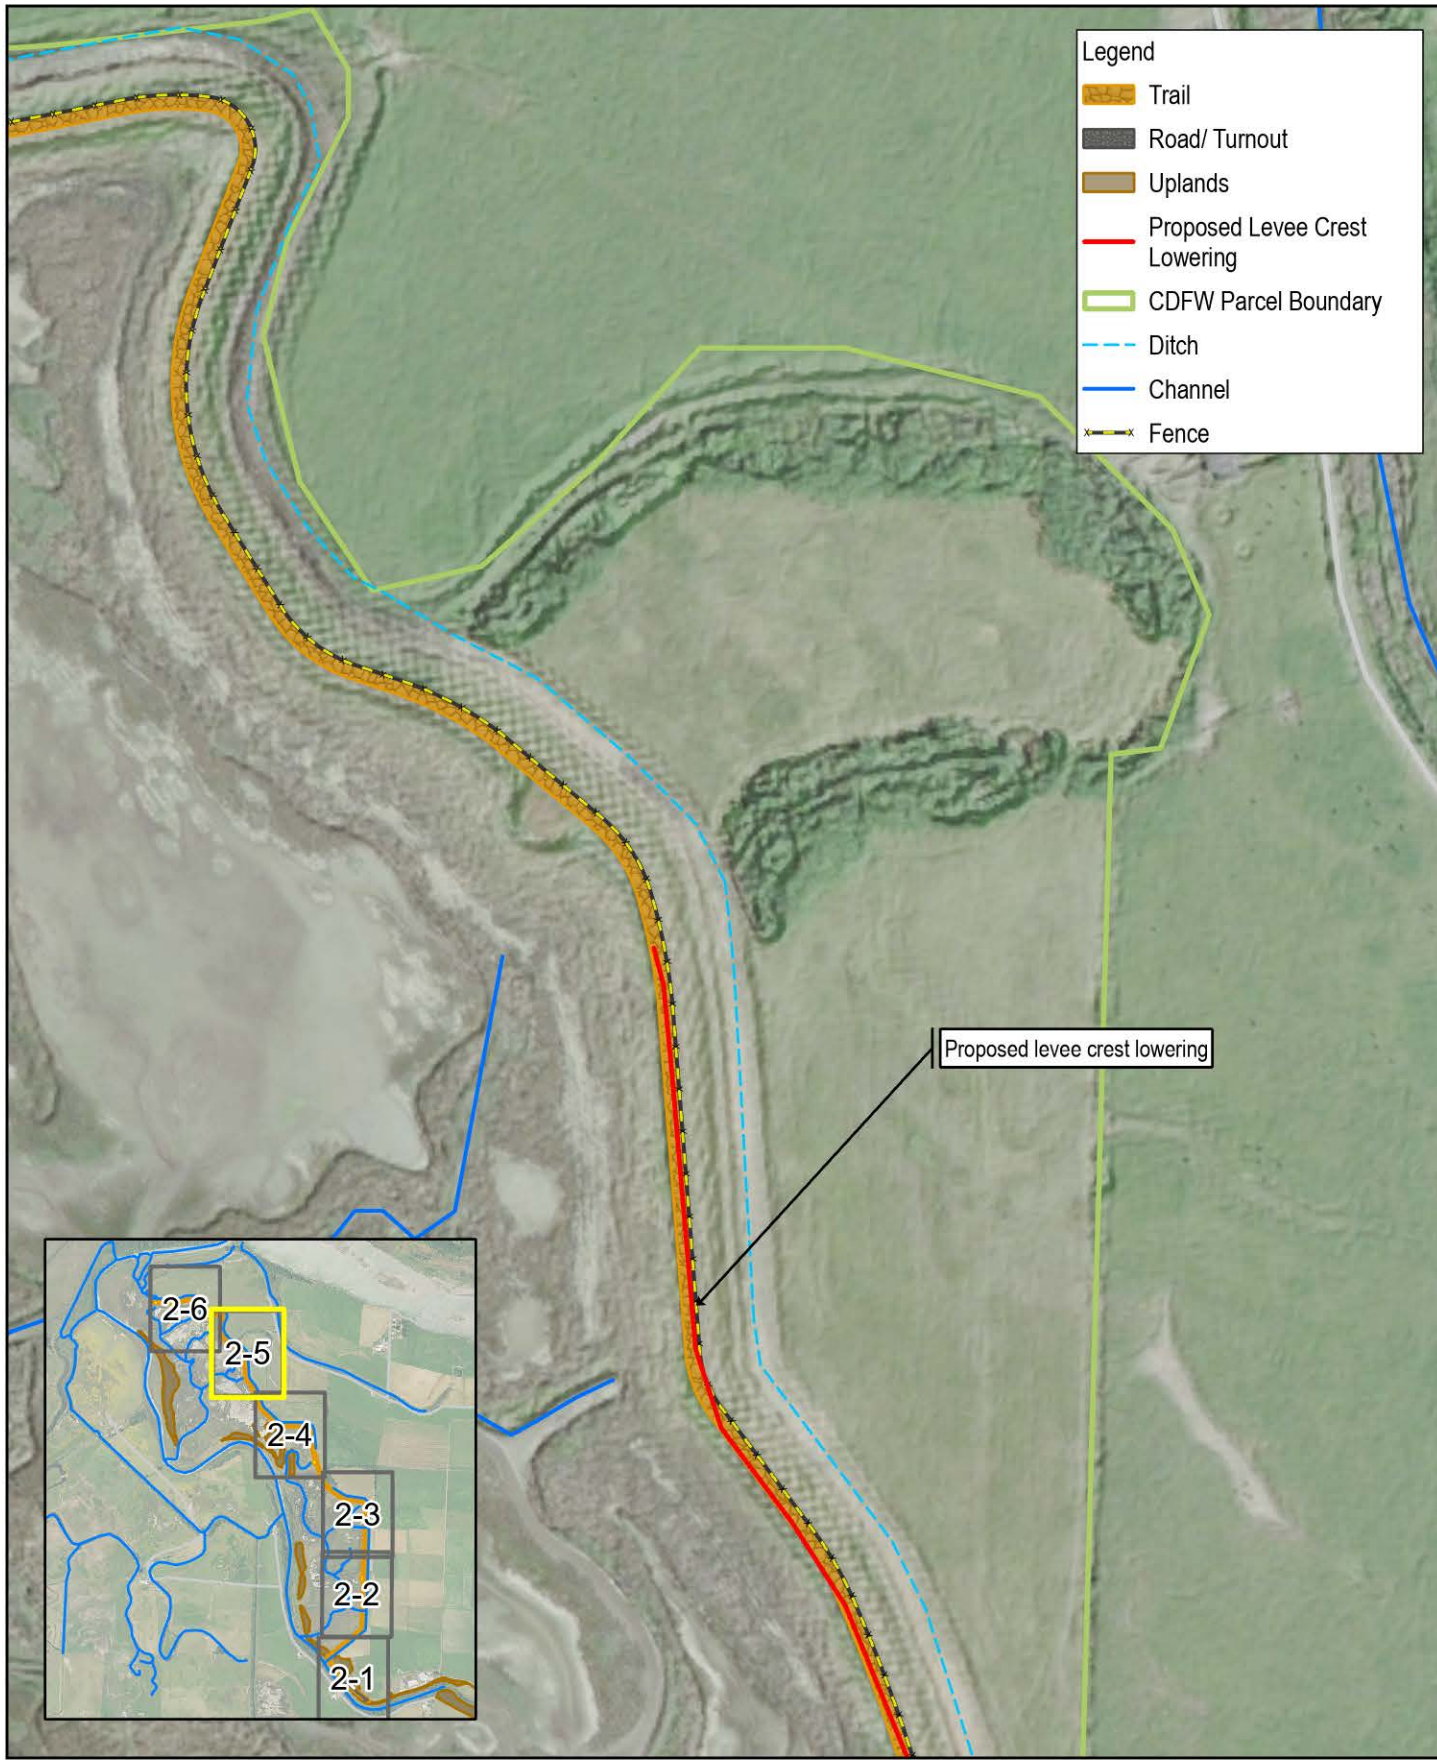 Legend
Trail
Road/ Turnout
Uplands
Proposed Levee Crest
Lowering
CDFW Parcel Boundary
Ditch
Channel
Fence
Proposed levee crest lowering
2-6
2-5
2-4
2-3
2-2
2-1